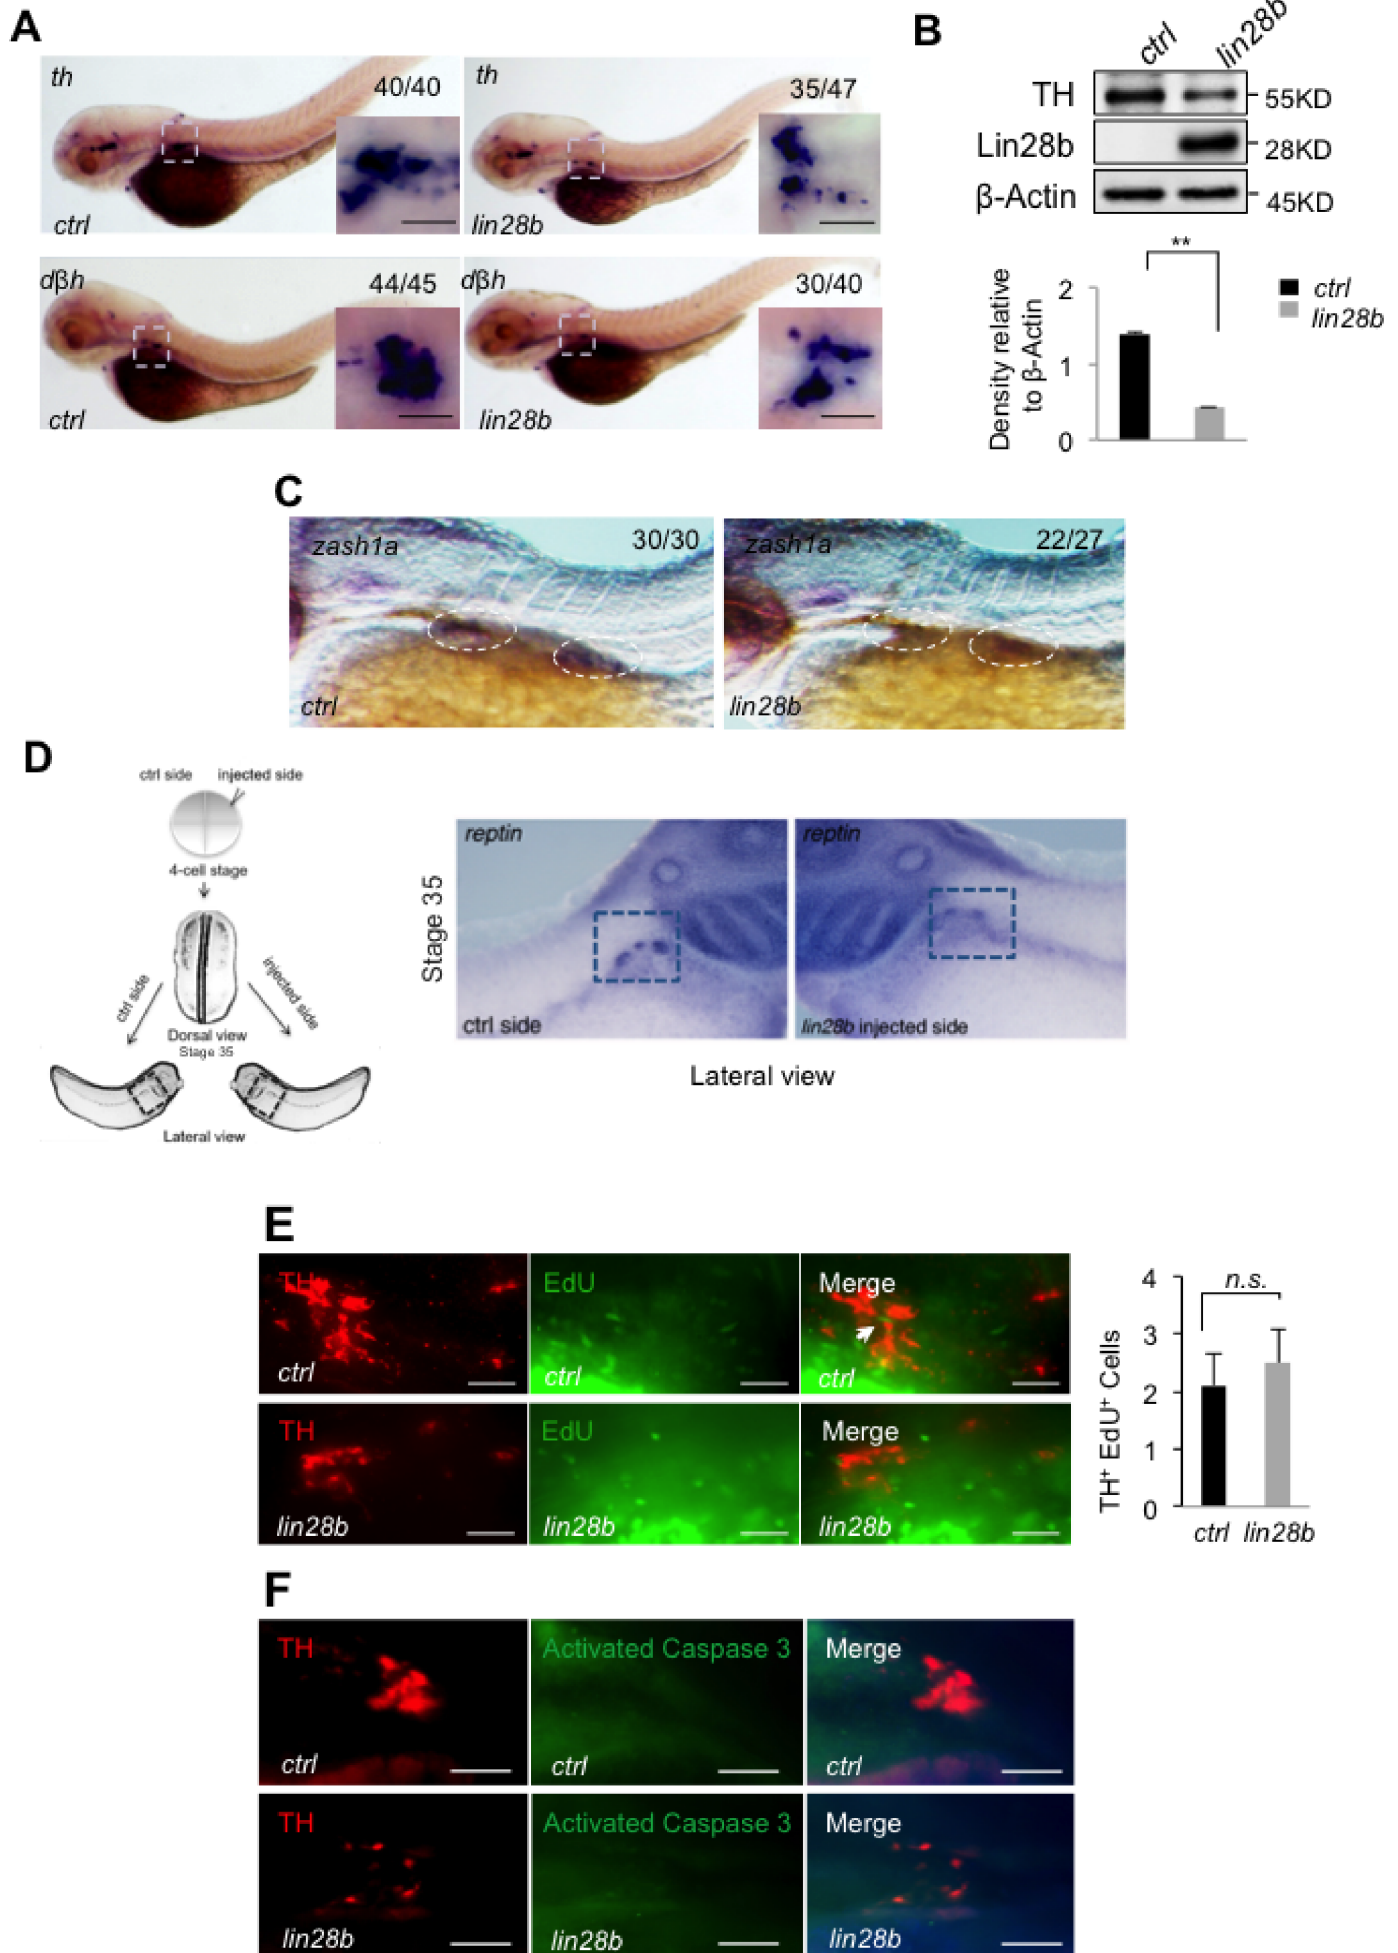 A
th
40/40
ctrl
th
35/47
lin28b
dβh
44/45
ctrl
dβh
30/40
lin28b
B
ctrl
lin28b
TH
55KD
Lin28b
28KD
β-Actin
45KD
**
2
1
0
Density relative
to β-Actin
ctrl
lin28b
C
zash1a
30/30
ctrl
zash1a
22/27
lin28b
D
ctrl side
injected side
4-cell stage
ctrl side
injected side
Dorsal view
Stage 35
Lateral view
Stage 35
reptin
ctrl side
reptin
lin28b injected side
Lateral view
E
TH
ctrl
EdU
ctrl
Merge
ctrl
TH
lin28b
EdU
lin28b
Merge
lin28b
n.s.
4
3
2
1
0
TH⁺ EdU⁺ Cells
ctrl
lin28b
F
TH
ctrl
Activated Caspase 3
ctrl
Merge
ctrl
TH
lin28b
Activated Caspase 3
lin28b
Merge
lin28b